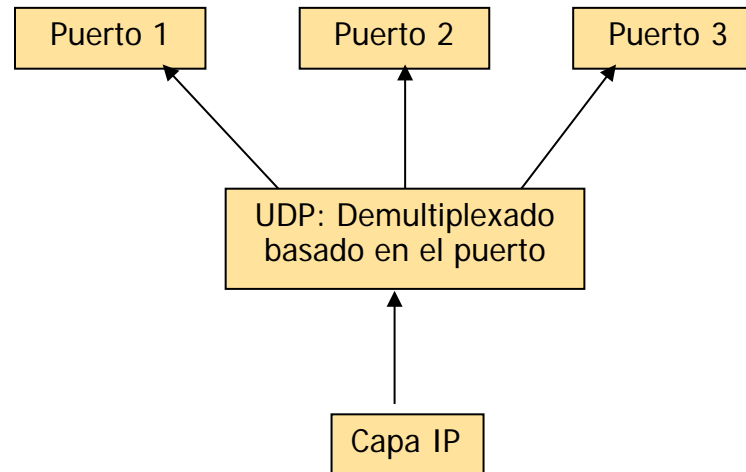 Puerto 1
Puerto 2
Puerto 3
UDP: Demultiplexado
basado en el puerto
Capa IP